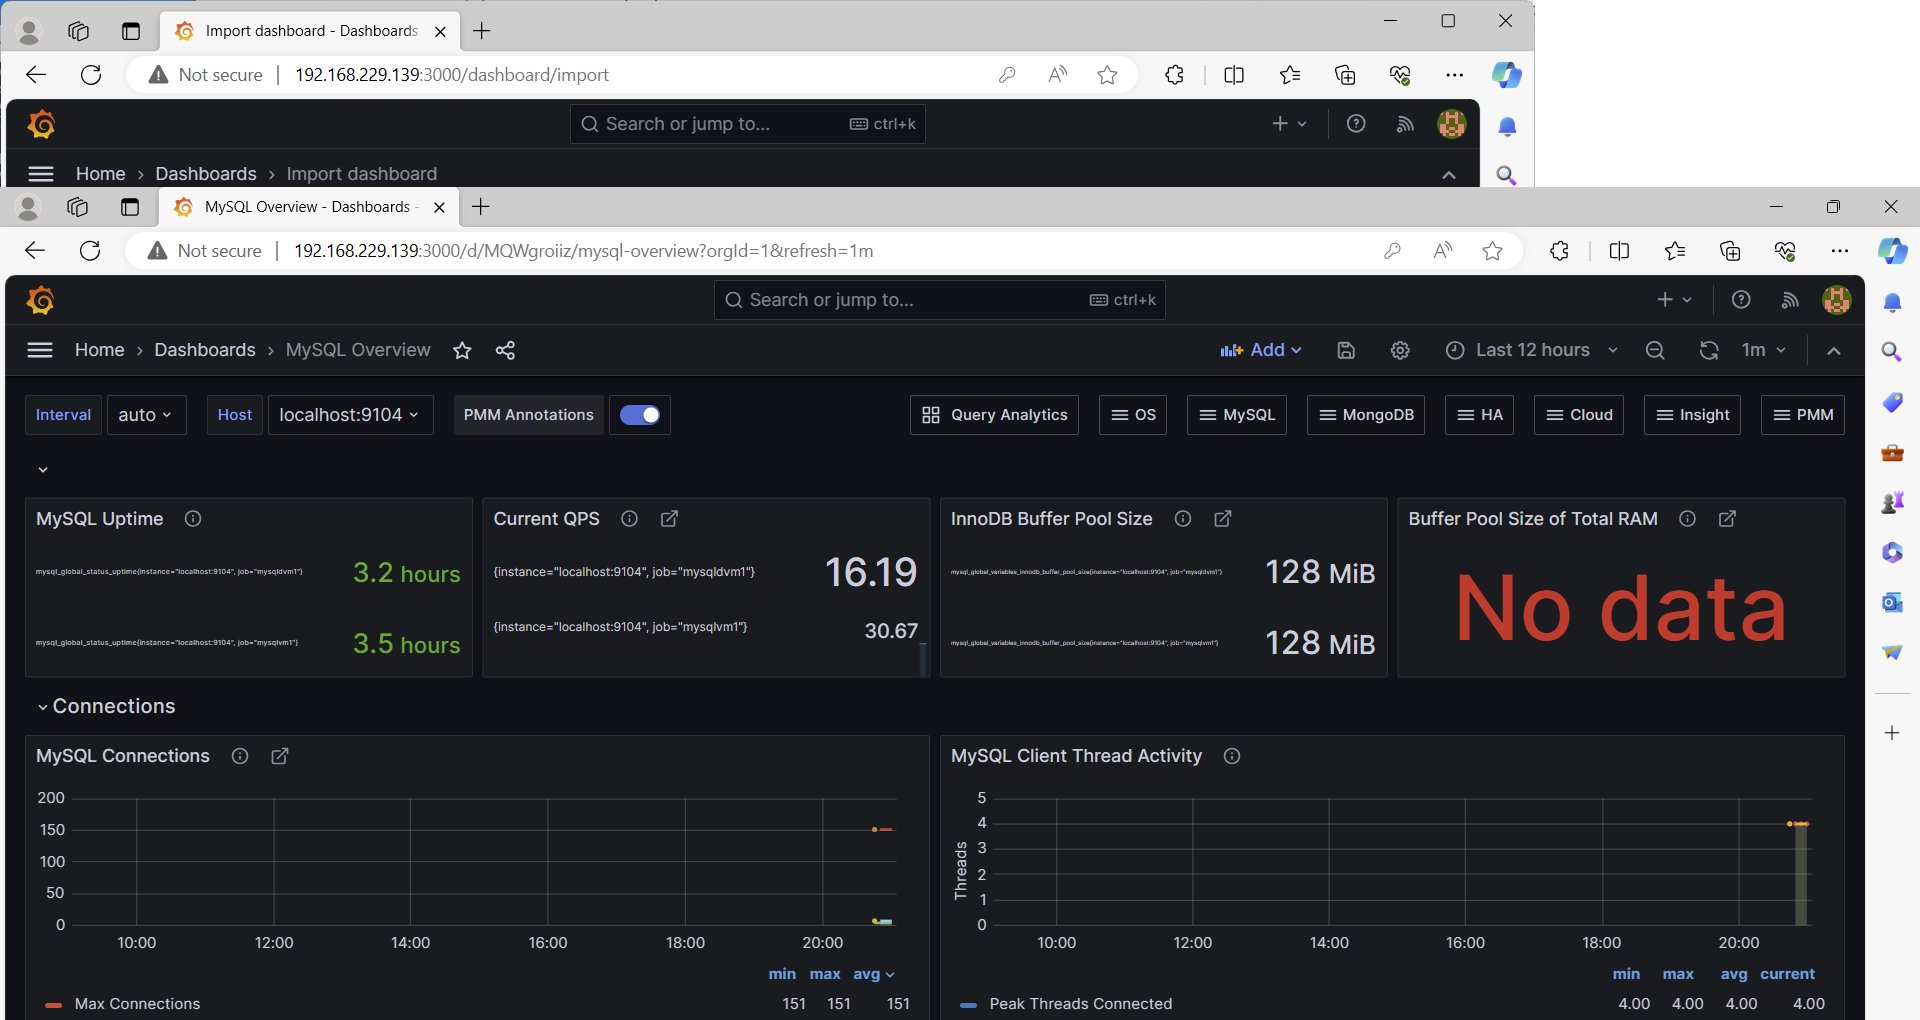 Import dashboard - Dashboards
Not secure 192.168.229.139:3000/dashboard/import
Search or jump to... ctrl+k
Home › Dashboards › Import dashboard
MySQL Overview - Dashboards -
Not secure 192.168.229.139:3000/d/MQWgroiiz/mysql-overview?orgId=1&refresh=1m
Search or jump to... ctrl+k
Home › Dashboards › MySQL Overview Add Last 12 hours 1m
Interval auto Host localhost:9104 PMM Annotations Query Analytics OS MySQL MongoDB HA Cloud Insight PMM
MySQL Uptime
mysql_global_status_uptime{instance="localhost:9104", job="mysqldvm1"} 3.2 hours
mysql_global_status_uptime{instance="localhost:9104", job="mysqlvm1"} 3.5 hours
Current QPS
{instance="localhost:9104", job="mysqldvm1"} 16.19
{instance="localhost:9104", job="mysqlvm1"} 30.67
InnoDB Buffer Pool Size
mysql_global_variables_innodb_buffer_pool_size{instance="localhost:9104", job="mysqldvm1"} 128 MiB
mysql_global_variables_innodb_buffer_pool_size{instance="localhost:9104", job="mysqlvm1"} 128 MiB
Buffer Pool Size of Total RAM
No data
Connections
MySQL Connections
200
150
100
50
0
10:00 12:00 14:00 16:00 18:00 20:00
min max avg
Max Connections 151 151 151
MySQL Client Thread Activity
Threads
5
4
3
2
1
0
10:00 12:00 14:00 16:00 18:00 20:00
min max avg current
Peak Threads Connected 4.00 4.00 4.00 4.00